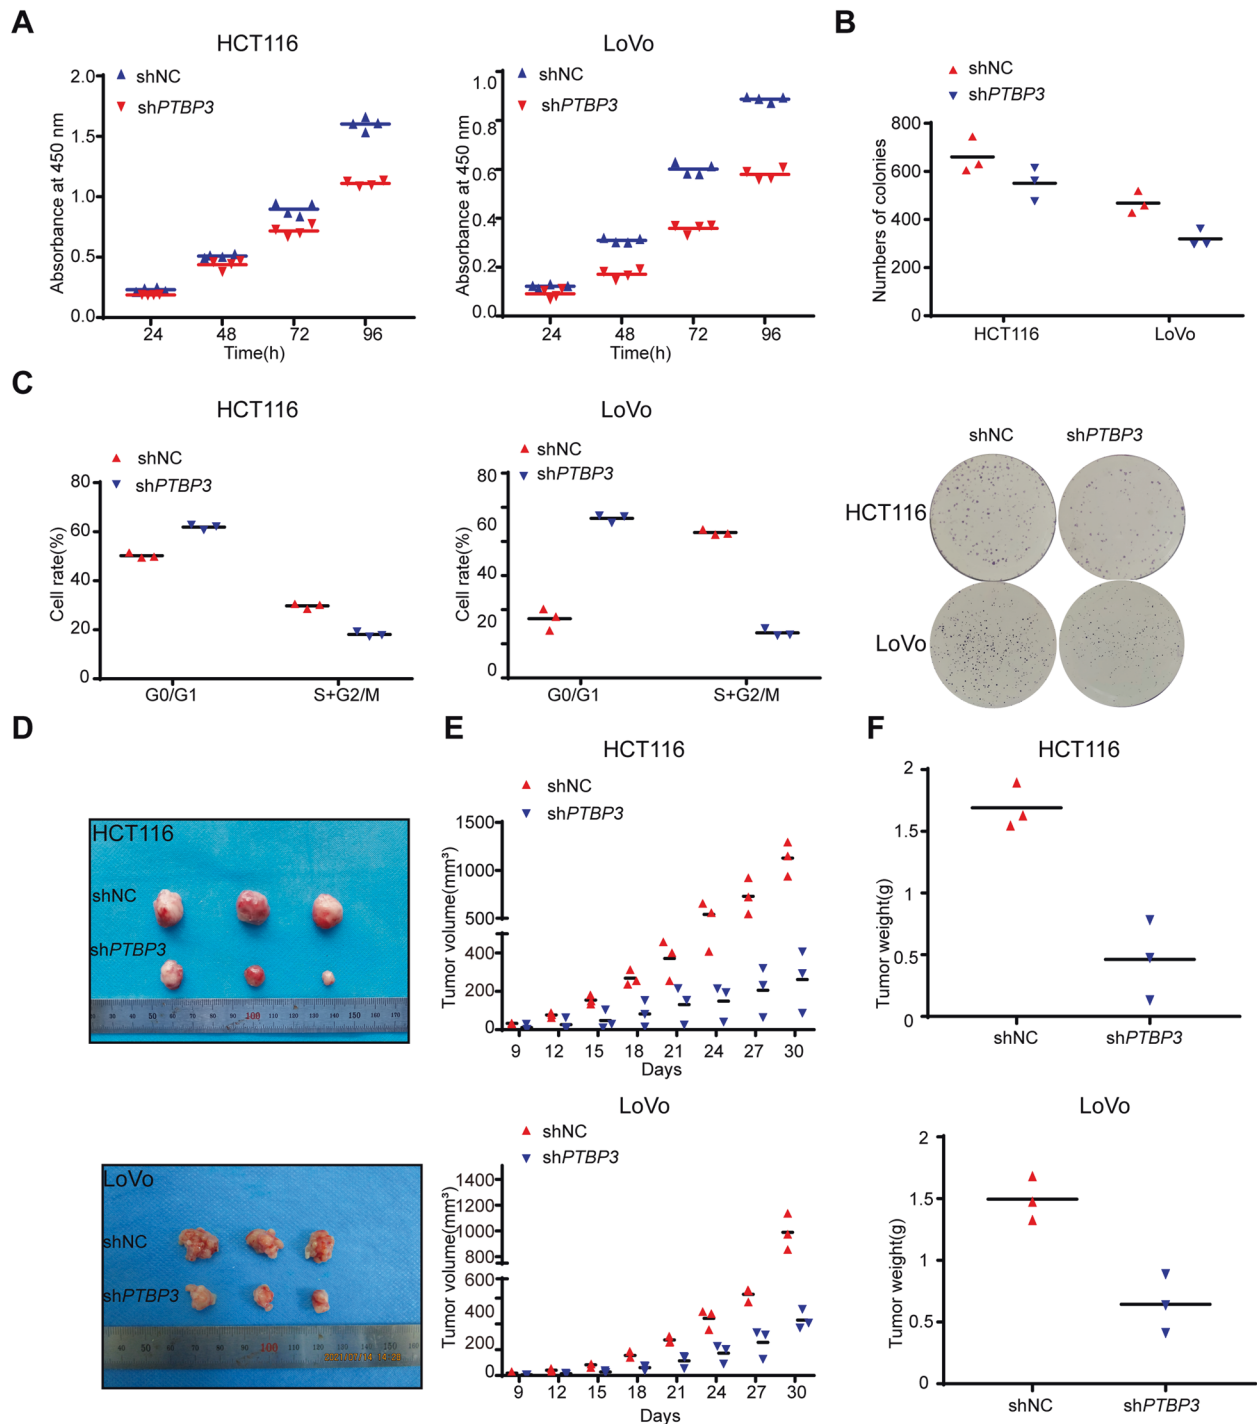 A
HCT116
shNC
shPTBP3
Absorbance at 450 nm
2.0
1.5
1.0
0.5
0.0
24 48 72 96
Time(h)
LoVo
shNC
shPTBP3
Absorbance at 450 nm
1.0
0.8
0.6
0.4
0.2
0.0
24 48 72 96
Time(h)
B
shNC
shPTBP3
Numbers of colonies
800
600
400
200
0
HCT116 LoVo
shNC shPTBP3
HCT116
LoVo
C
HCT116
shNC
shPTBP3
Cell rate(%)
80
60
40
20
0
G0/G1 S+G2/M
LoVo
shNC
shPTBP3
Cell rate(%)
80
60
40
20
0
G0/G1 S+G2/M
D
HCT116
shNC
shPTBP3
100
LoVo
shNC
shPTBP3
100
E
HCT116
shNC
shPTBP3
Tumor volume(mm³)
1500
1000
500
400
200
0
9 12 15 18 21 24 27 30
Days
LoVo
shNC
shPTBP3
Tumor volume(mm³)
1400
1200
1000
800
600
400
200
0
9 12 15 18 21 24 27 30
Days
F
HCT116
Tumor weight(g)
2
1.5
1
0.5
0
shNC shPTBP3
LoVo
Tumor weight(g)
2
1.5
1
0.5
0
shNC shPTBP3